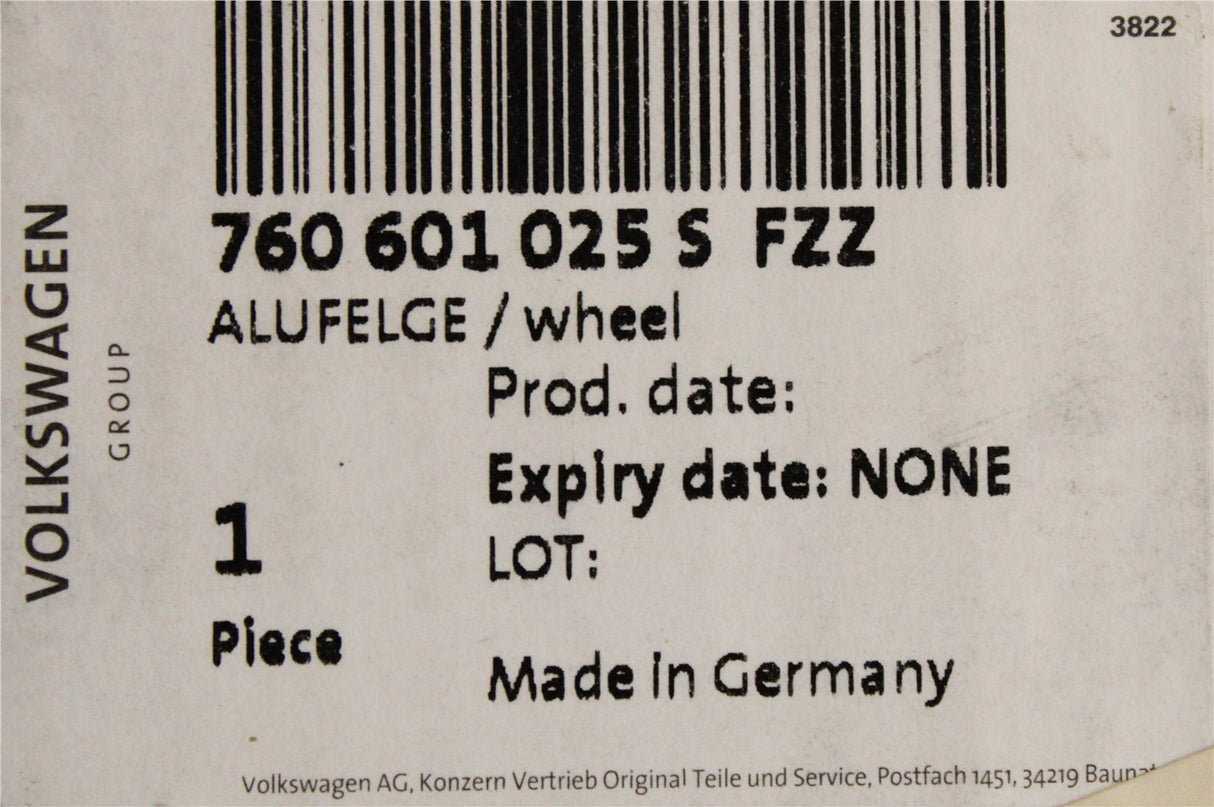 3822
760 601 025 S FZZ
ALUFELGE / wheel
Prod. date:
Expiry date: NONE
1
LOT:
Piece
Made in Germany
VOLKSWAGEN
GROUP
Volkswagen AG, Konzern Vertrieb Original Teile und Service, Postfach 1451, 34219